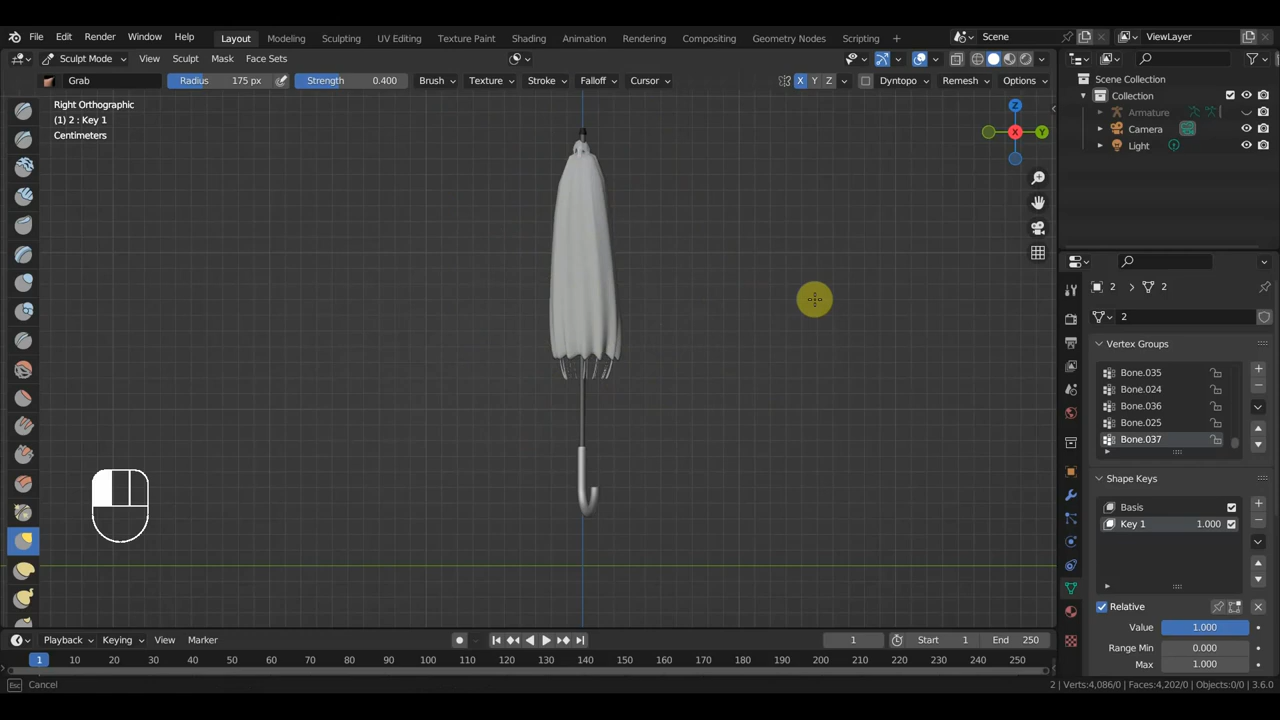 File Edit Render Window Help Layout Modeling Sculpting UV Editing Texture Paint Shading Animation Rendering Compositing Geometry Nodes Scripting + Scene ViewLayer
Sculpt Mode View Sculpt Mask Face Sets
Grab Radius 175 px Strength 0.400 Brush Texture Stroke Falloff Cursor X Y Z Dyntopo Remesh Options
Right Orthographic
(1) 2 : Key 1
Centimeters
Z
X
Y
Scene Collection
Collection
Armature
Camera
Light
2 2
2
Vertex Groups
Bone.035
Bone.024
Bone.036
Bone.025
Bone.037
Shape Keys
Basis
Key 1 1.000
Relative
Value 1.000
Range Min 0.000
Max 1.000
Playback Keying View Marker 1 Start 1 End 250
1 10 20 30 40 50 60 70 80 90 100 110 120 130 140 150 160 170 180 190 200 210 220 230 240 250
Esc Cancel 2 | Verts:4,086/0 | Faces:4,202/0 | Objects:0/0 | 3.6.0